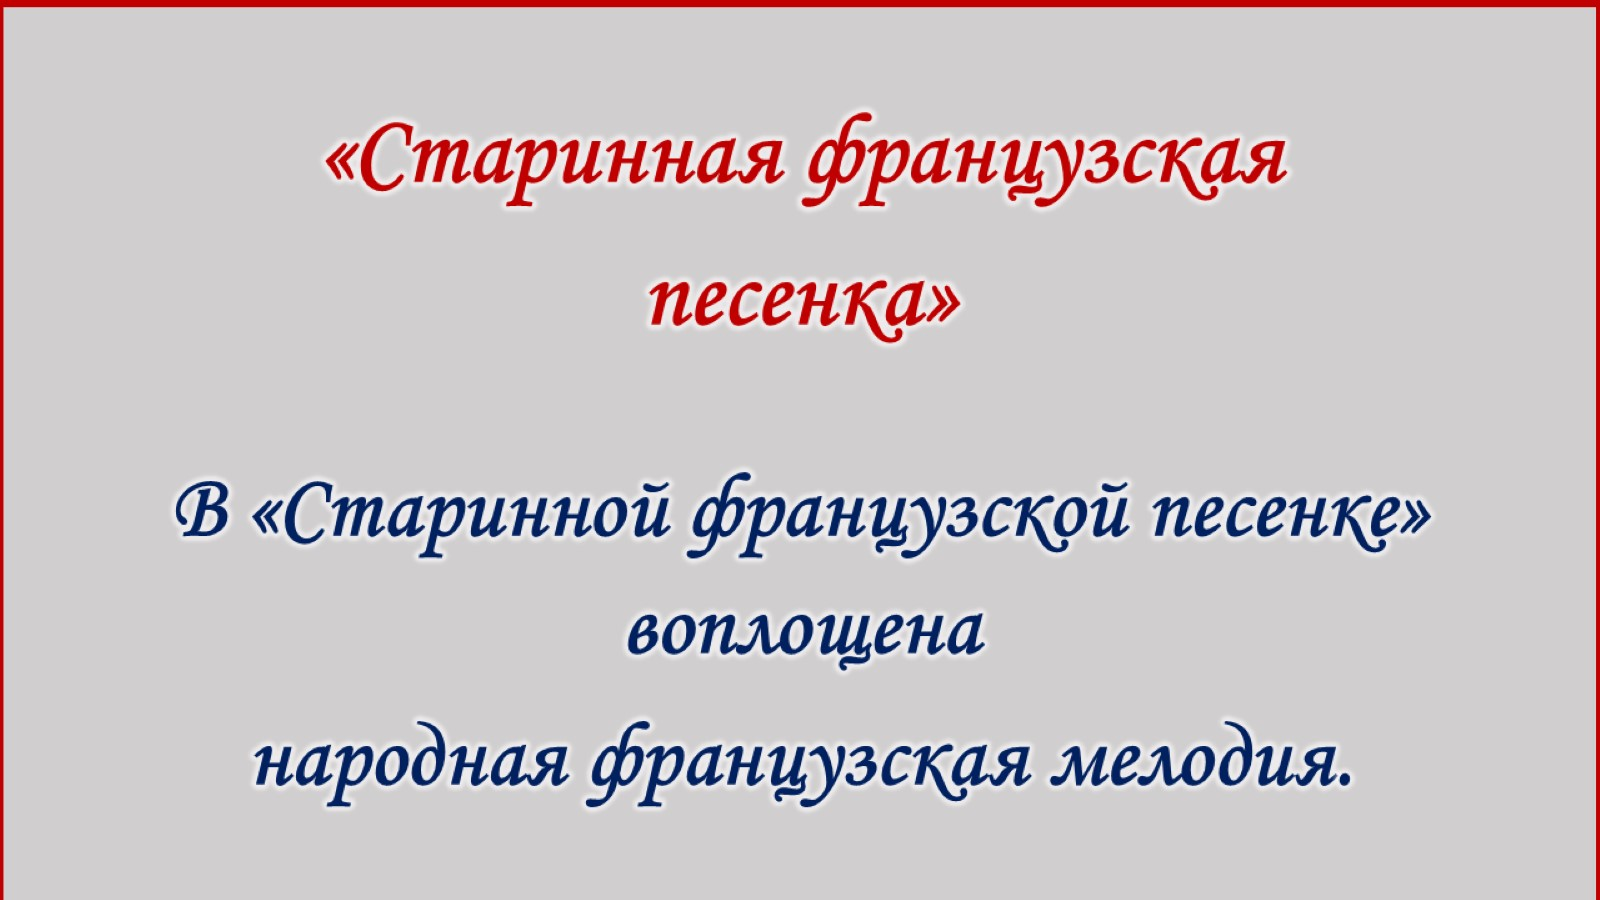 «Старинная французская
песенка»
В «Старинной французской песенке»
воплощена
народная французская мелодия.